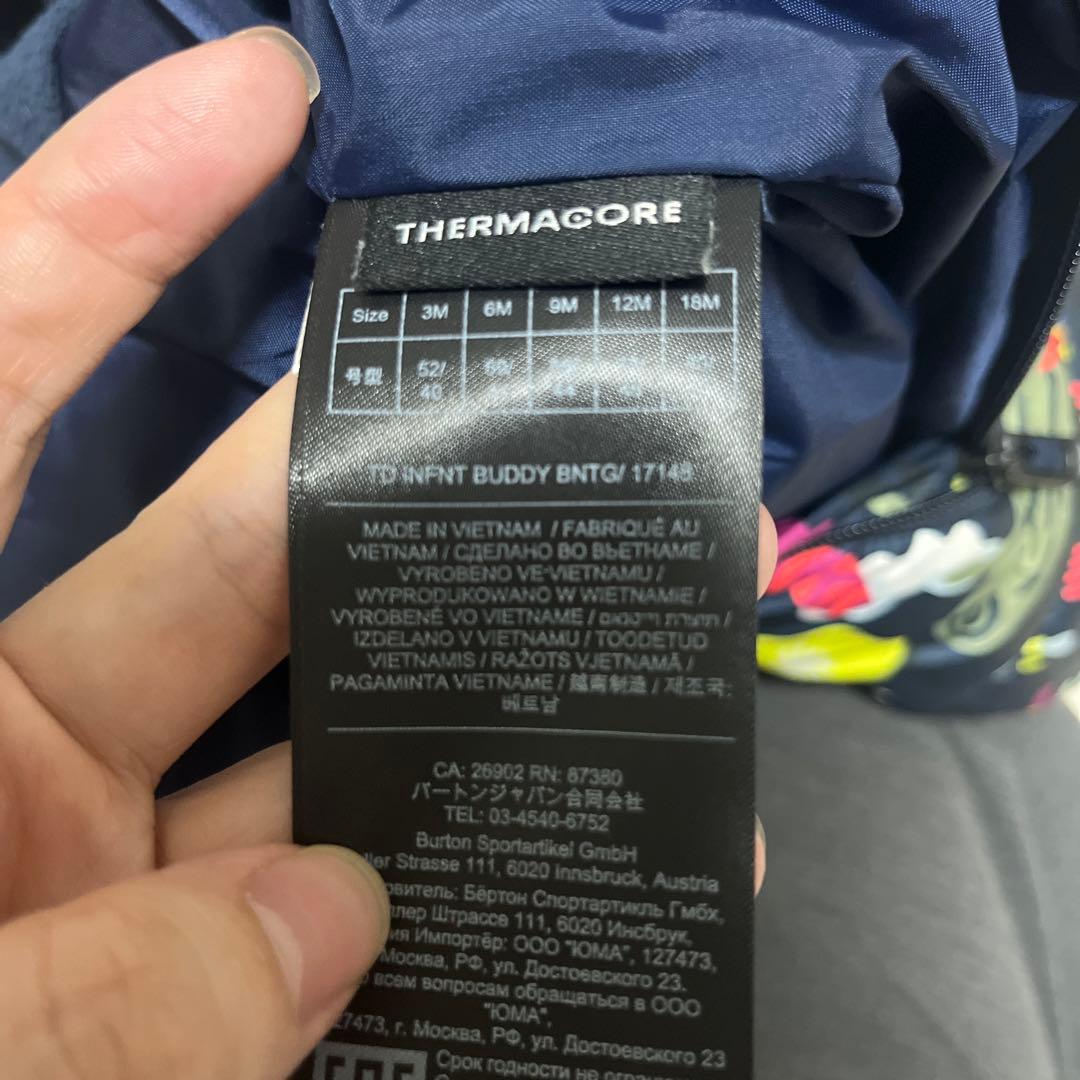 THERMACORE
Size 3M 6M 9M 12M 18M
号型 52/40 44
TD INFNT BUDDY BNTG/ 17146
MADE IN VIETNAM / FABRIQUÉ AU
VIETNAM / СДЕЛАНО ВО ВЬЕТНАМЕ /
VYROBENO VE VIETNAMU /
WYPRODUKOWANO W WIETNAMIE /
VYROBENÉ VO VIETNAME / תוצרת וייטנאם /
IZDELANO V VIETNAMU / TOODETUD
VIETNAMIS / RAŽOTS VJETNAMĀ /
PAGAMINTA VIETNAME / 越南制造 / 제조국:
베트남
CA: 26902 RN: 87380
バートンジャパン合同会社
TEL: 03-4540-6752
Burton Sportartikel GmbH
Strasse 111, 6020 Innsbruck, Austria
Бёртон Спортартикль Гмбх,
Штрассе 111, 6020 Инсбрук,
Импортёр: ООО "ЮМА", 127473,
Москва, РФ, ул. Достоевского 23.
всем вопросам обращаться в ООО
"ЮМА",
127473, г. Москва, РФ, ул. Достоевского 23
Срок годности не